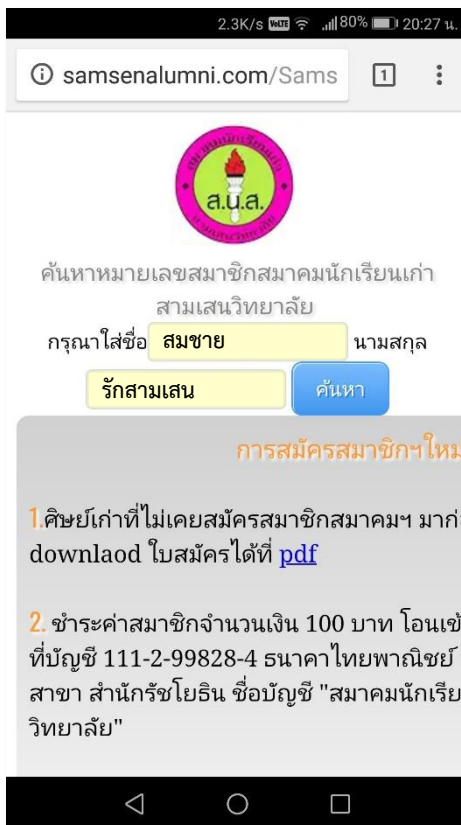 2.3K/s VoLTE 80% 20:27 น.
samsenalumni.com/Sams 1
ส.น.ส.
ค้นหาหมายเลขสมาชิกสมาคมนักเรียนเก่า
สามเสนวิทยาลัย
กรุณาใส่ชื่อ สมชาย นามสกุล
รักสามเสน ค้นหา
การสมัครสมาชิกฯใหม
1.ศิษย์เก่าที่ไม่เคยสมัครสมาชิกสมาคมฯ มาก่
downlaod ใบสมัครได้ที่ pdf
2. ชำระค่าสมาชิกจำนวนเงิน 100 บาท โอนเข้
ที่บัญชี 111-2-99828-4 ธนาคาไทยพาณิชย์
สาขา สำนักรัชโยธิน ชื่อบัญชี "สมาคมนักเรีย
วิทยาลัย"